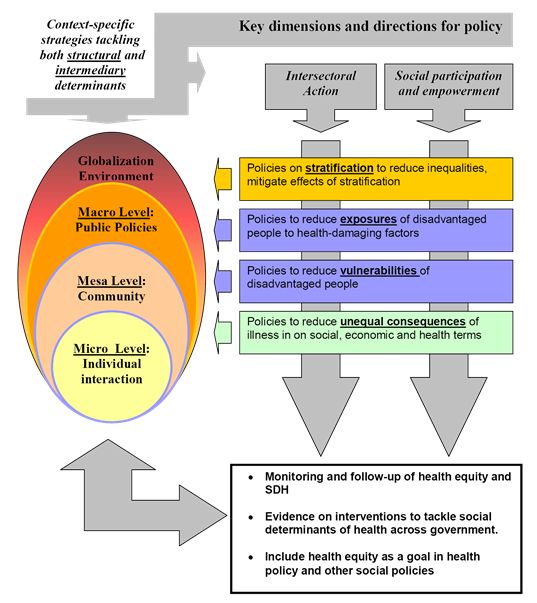 Context-specific
strategies tackling
both structural and
intermediary
determinants
Key dimensions and directions for policy
Intersectoral
Action
Social participation
and empowerment
Globalization
Environment
Macro Level:
Public Policies
Mesa Level:
Community
Micro Level:
Individual
interaction
Policies on stratification to reduce inequalities,
mitigate effects of stratification
Policies to reduce exposures of disadvantaged
people to health-damaging factors
Policies to reduce vulnerabilities of
disadvantaged people
Policies to reduce unequal consequences of
illness in on social, economic and health terms
• Monitoring and follow-up of health equity and
SDH
• Evidence on interventions to tackle social
determinants of health across government.
• Include health equity as a goal in health
policy and other social policies